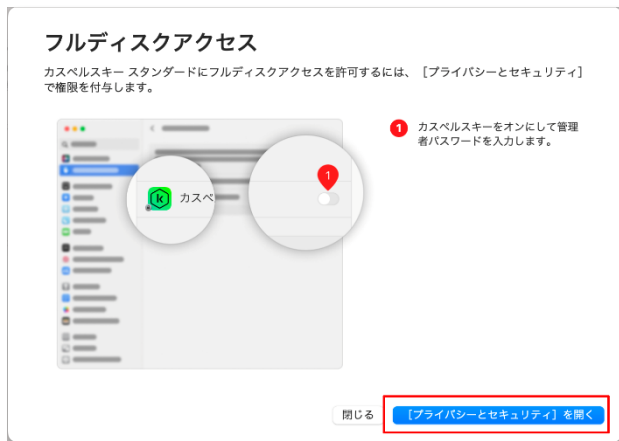 フルディスクアクセス
カスペルスキー スタンダードにフルディスクアクセスを許可するには、［プライバシーとセキュリティ］
で権限を付与します。
1 カスペルスキーをオンにして管理
者パスワードを入力します。
1
カスペ
閉じる ［プライバシーとセキュリティ］を開く